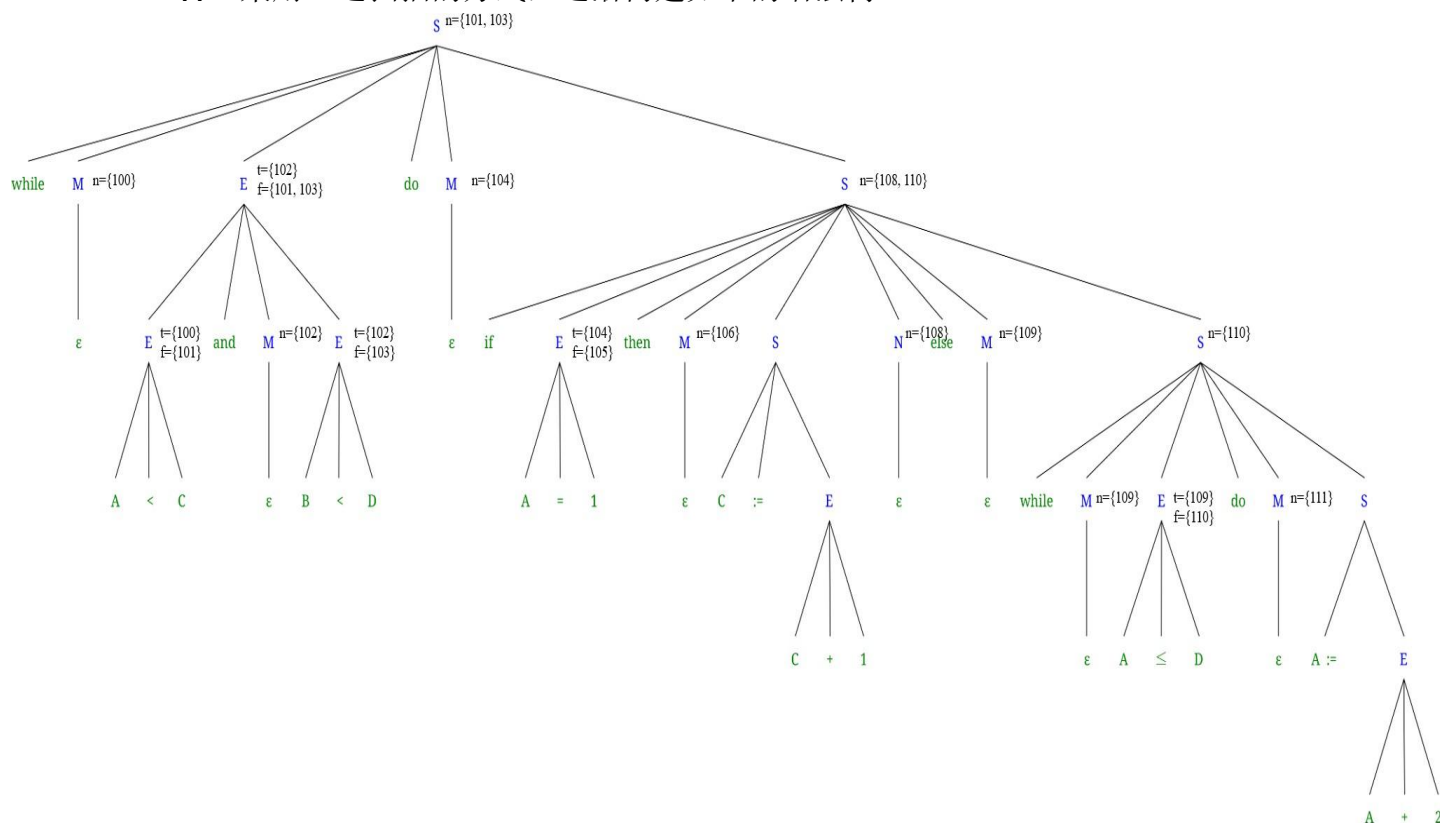 S n={101, 103}
while M n={100} E t={102} do M n={104} S n={108, 110}
f={101, 103}
ε E t={100} and M n={102} E t={102} ε if E t={104} then M n={106} S N n={108} else M n={109} S n={110}
f={101} f={103} f={105}
A < C ε B < D A = 1 ε C := E ε ε while M n={109} E t={109} do M n={111} S
f={110}
C + 1 ε A ≤ D ε A := E
A + 2